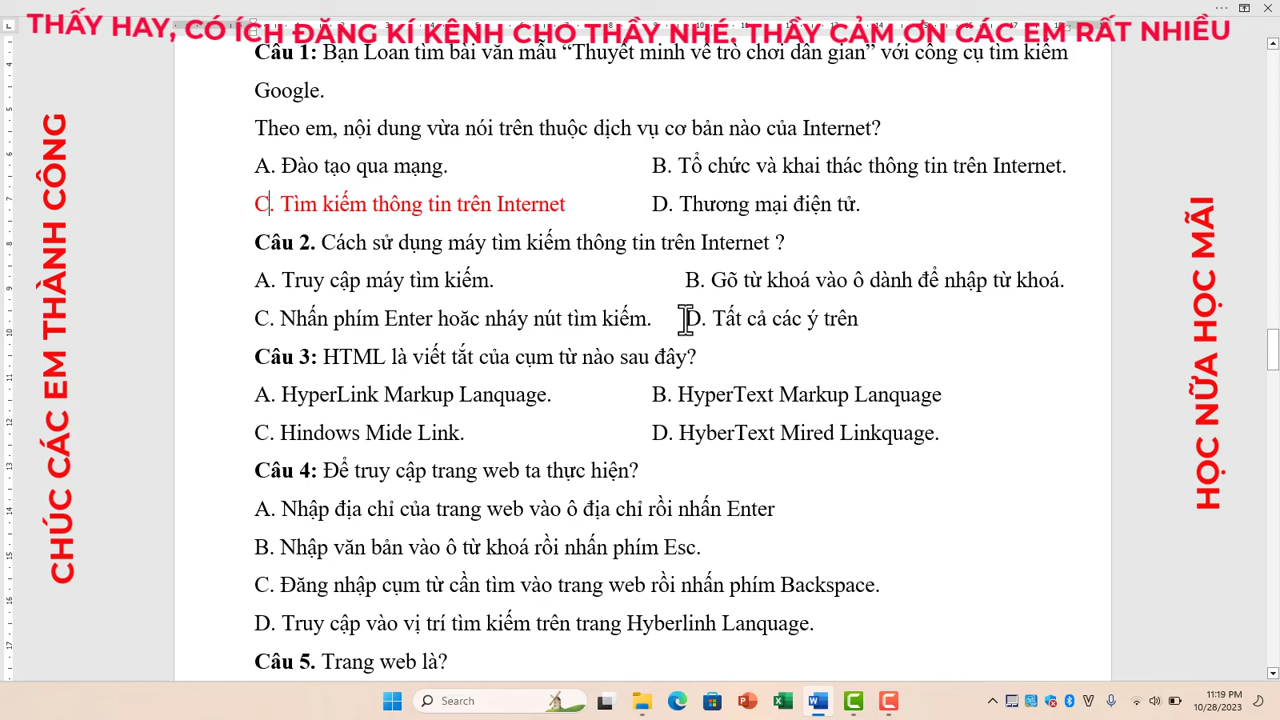 THẤY HAY, CÓ ÍCH ĐĂNG KÍ KÊNH CHO THẦY NHÉ. THẦY CẢM ƠN CÁC EM RẤT NHIỀU
CHÚC CÁC EM THÀNH CÔNG
Câu 1: Bạn Loan tìm bài văn mẫu “Thuyết minh về trò chơi dân gian” với công cụ tìm kiếm
Google.
Theo em, nội dung vừa nói trên thuộc dịch vụ cơ bản nào của Internet?
A. Đào tạo qua mạng. B. Tổ chức và khai thác thông tin trên Internet.
C. Tìm kiếm thông tin trên Internet D. Thương mại điện tử.
Câu 2. Cách sử dụng máy tìm kiếm thông tin trên Internet ?
A. Truy cập máy tìm kiếm. B. Gõ từ khoá vào ô dành để nhập từ khoá.
C. Nhấn phím Enter hoăc nháy nút tìm kiếm. D. Tất cả các ý trên
Câu 3: HTML là viết tắt của cụm từ nào sau đây?
A. HyperLink Markup Lanquage. B. HyperText Markup Lanquage
C. Hindows Mide Link. D. HyberText Mired Linkquage.
Câu 4: Để truy cập trang web ta thực hiện?
A. Nhập địa chỉ của trang web vào ô địa chỉ rồi nhấn Enter
B. Nhập văn bản vào ô từ khoá rồi nhấn phím Esc.
C. Đăng nhập cụm từ cần tìm vào trang web rồi nhấn phím Backspace.
D. Truy cập vào vị trí tìm kiếm trên trang Hyberlinh Lanquage.
Câu 5. Trang web là?
HỌC NỮA HỌC MÃI
Search
11:19 PM
10/28/2023